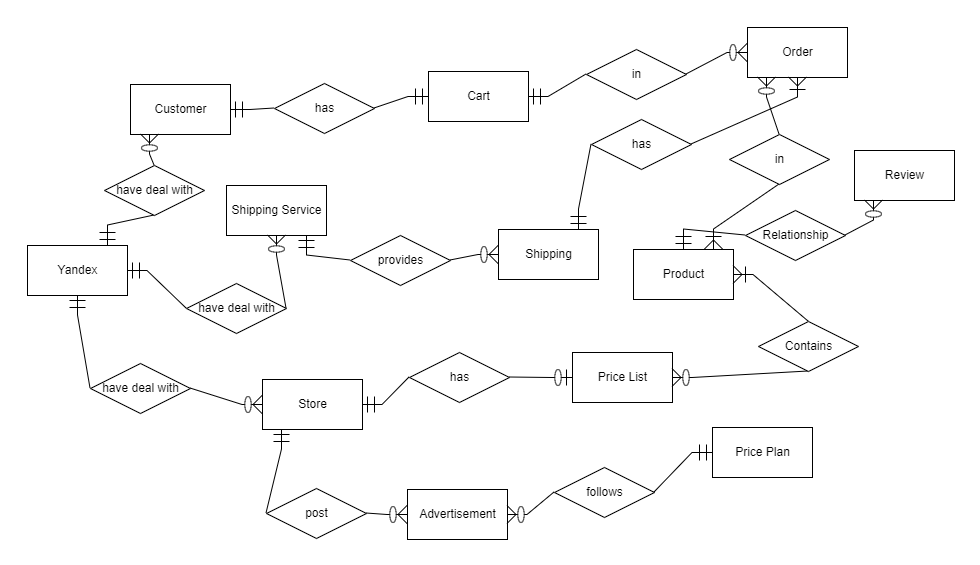 Order
in
Customer
has
Cart
has
in
Review
have deal with
Shipping Service
Relationship
Yandex
provides
Shipping
Product
have deal with
Contains
have deal with
Store
has
Price List
Price Plan
post
Advertisement
follows